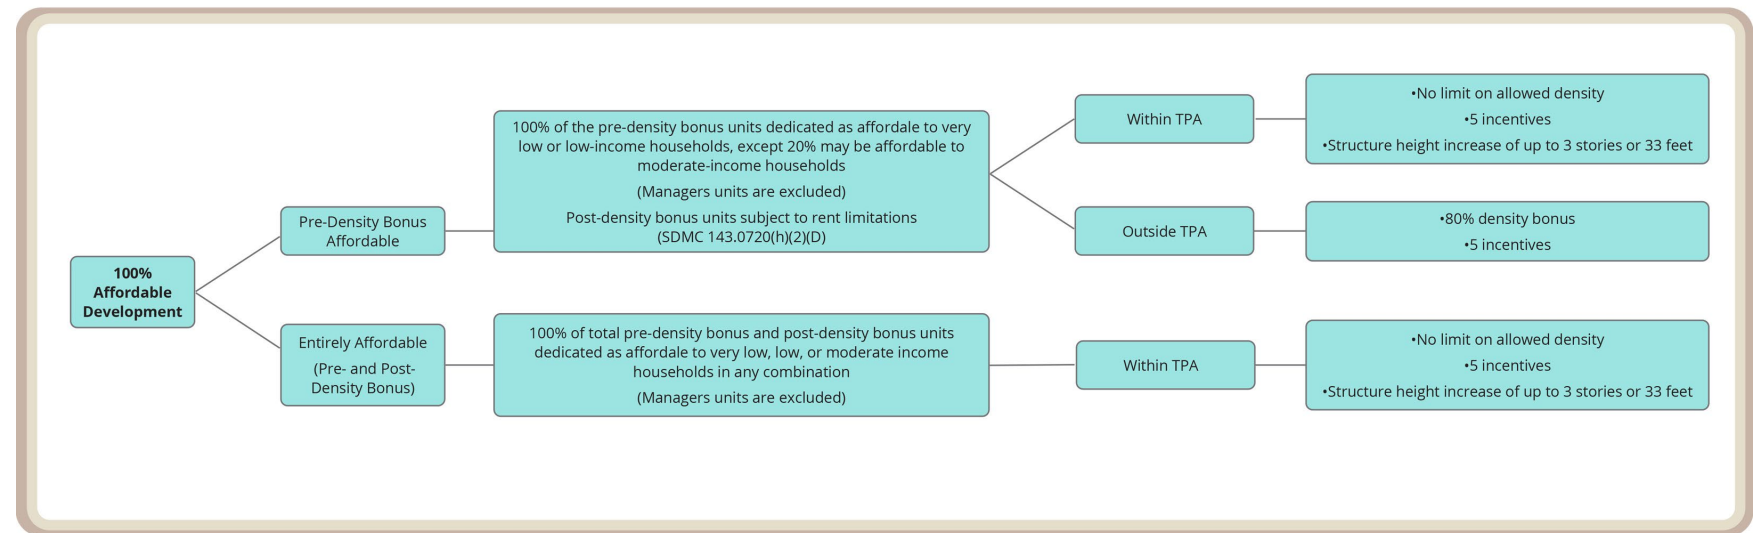 100%
Affordable
Development
Pre-Density Bonus
Affordable
100% of the pre-density bonus units dedicated as affordale to very
low or low-income households, except 20% may be affordable to
moderate-income households
(Managers units are excluded)
Post-density bonus units subject to rent limitations
(SDMC 143.0720(h)(2)(D)
Within TPA
•No limit on allowed density
•5 incentives
•Structure height increase of up to 3 stories or 33 feet
Outside TPA
•80% density bonus
•5 incentives
Entirely Affordable
(Pre- and Post-
Density Bonus)
100% of total pre-density bonus and post-density bonus units
dedicated as affordale to very low, low, or moderate income
households in any combination
(Managers units are excluded)
Within TPA
•No limit on allowed density
•5 incentives
•Structure height increase of up to 3 stories or 33 feet